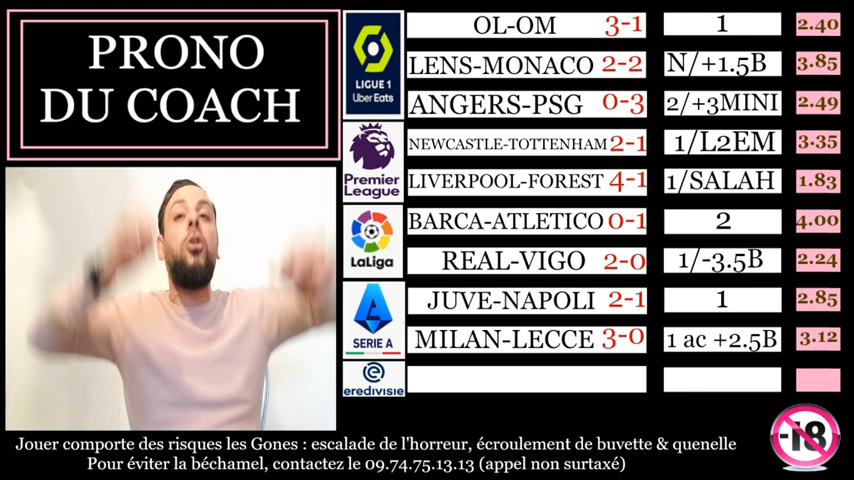 PRONO
DU COACH
LIGUE 1
Uber Eats
OL-OM 3-1 1 2.40
LENS-MONACO 2-2 N/+1.5B 3.85
ANGERS-PSG 0-3 2/+3MINI 2.49
Premier
League
NEWCASTLE-TOTTENHAM 2-1 1/L2EM 3.35
LIVERPOOL-FOREST 4-1 1/SALAH 1.83
LaLiga
BARCA-ATLETICO 0-1 2 4.00
REAL-VIGO 2-0 1/-3.5B 2.24
SERIE A
JUVE-NAPOLI 2-1 1 2.85
MILAN-LECCE 3-0 1 ac +2.5B 3.12
eredivisie
-18
Jouer comporte des risques les Gones : escalade de l'horreur, écroulement de buvette & quenelle
Pour éviter la béchamel, contactez le 09.74.75.13.13 (appel non surtaxé)